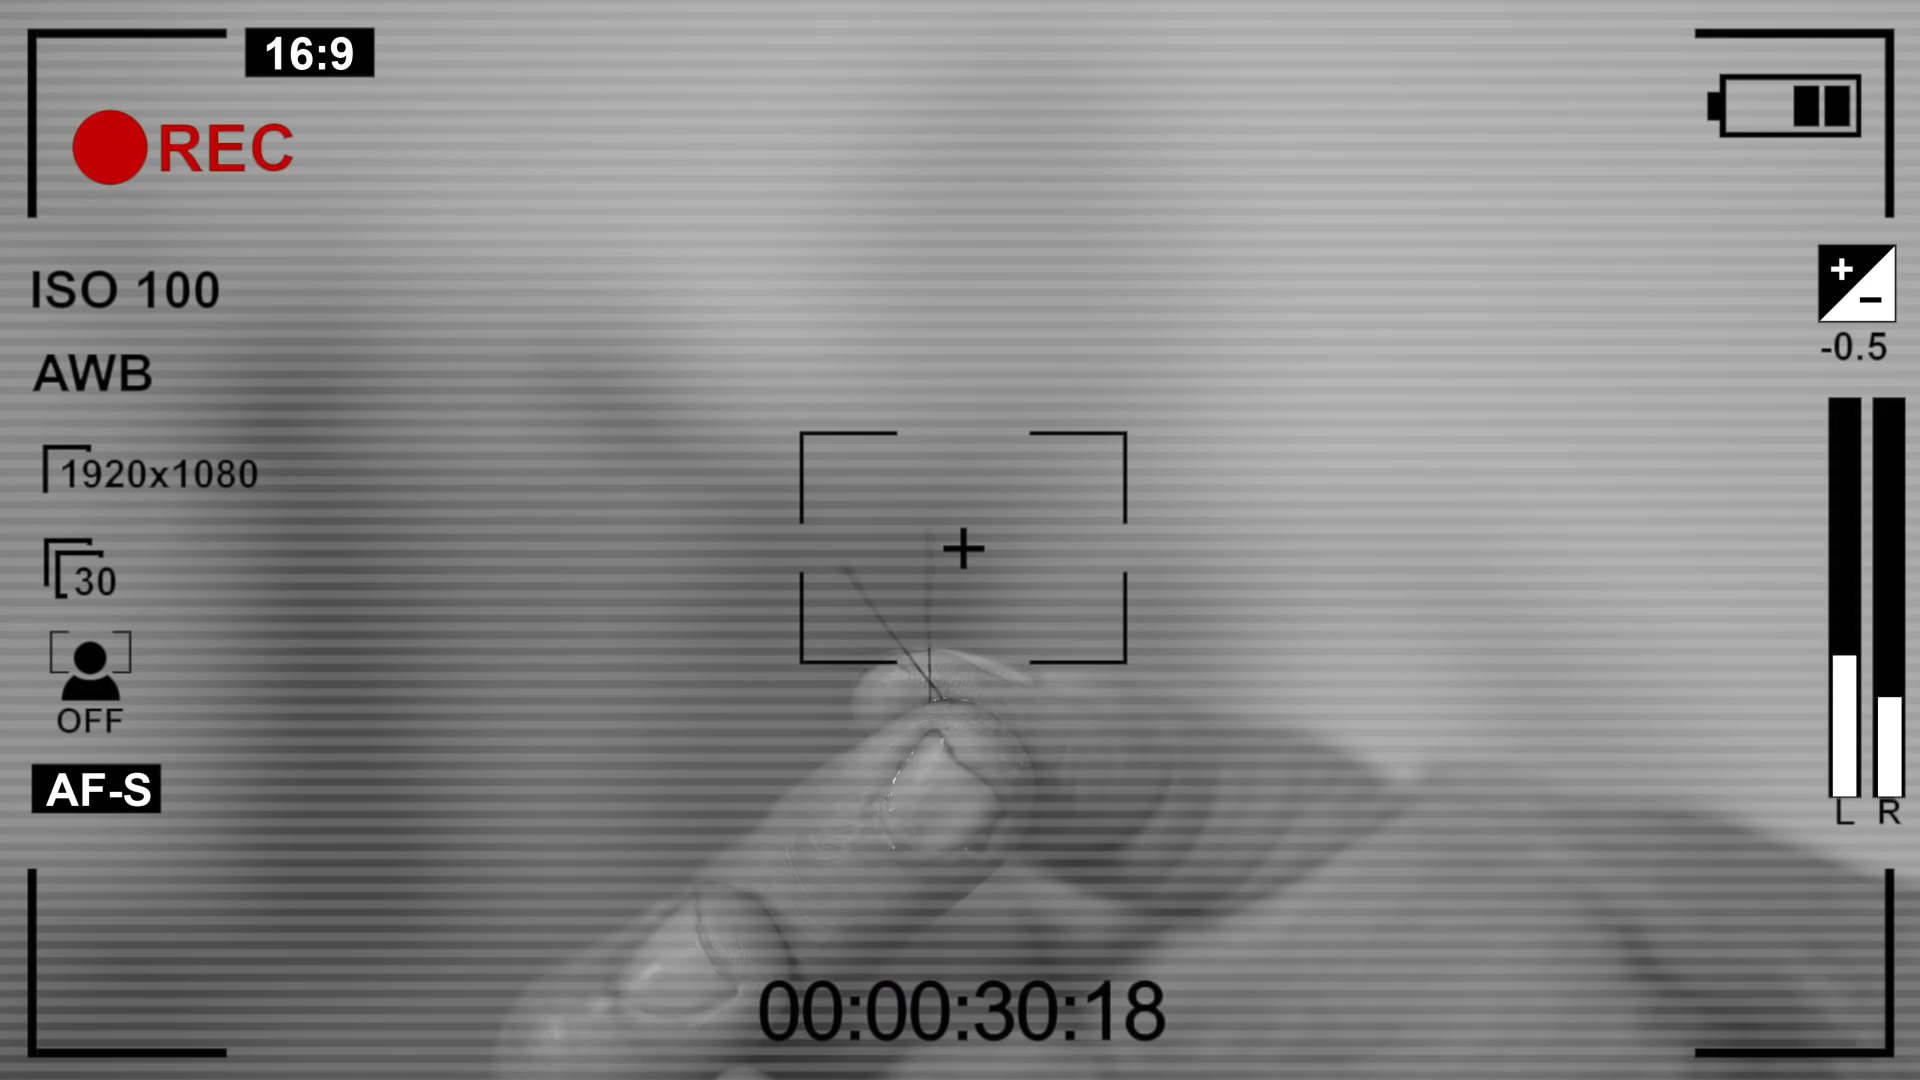 16:9
REC
ISO 100
AWB
1920x1080
30
OFF
AF-S
+
-
-0.5
L R
00:00:30:18